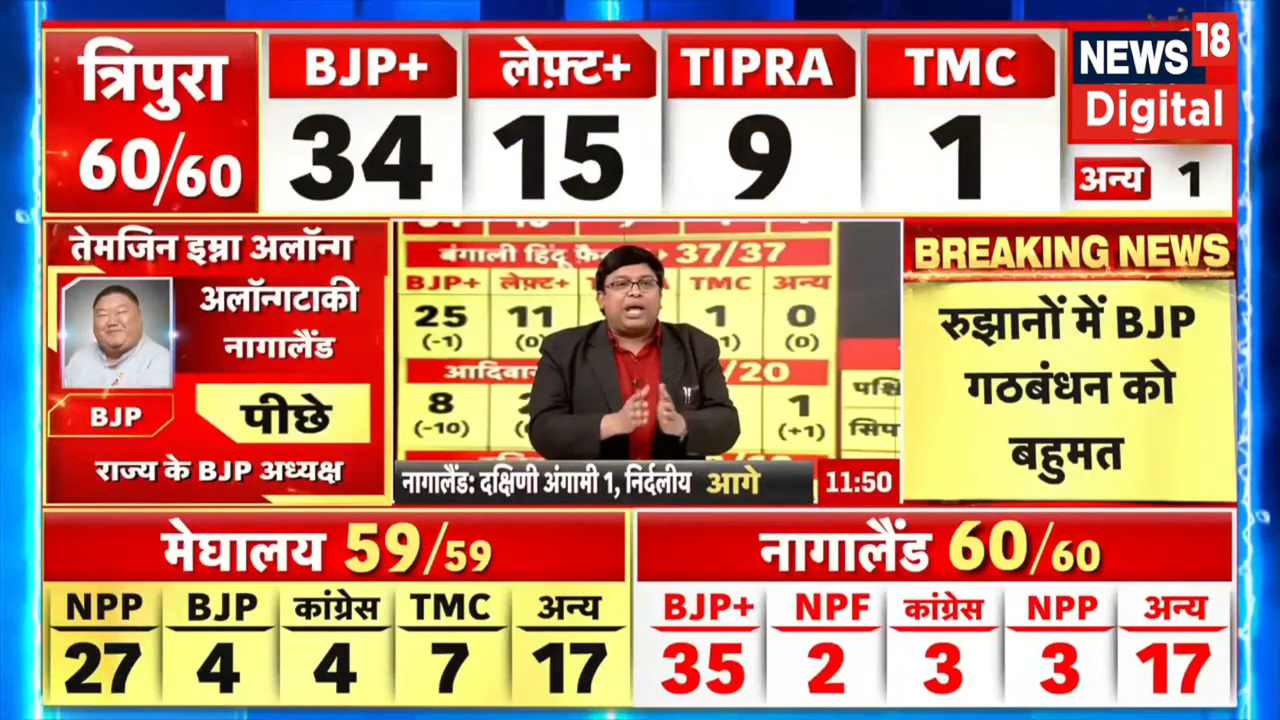 त्रिपुरा
60/60
BJP+ लेफ़्ट+ TIPRA TMC
34 15 9 1
NEWS 18
Digital
अन्य 1
तेमजिन इम्ना अलॉन्ग
अलॉन्गटाकी
नागालैंड
BJP
पीछे
राज्य के BJP अध्यक्ष
बंगाली हिंदू 37/37
BJP+ लेफ़्ट+ TMC अन्य
25 11 1 0
(-1) (0) (0)
8 1
(-10) (+1)
नागालैंड: दक्षिणी अंगामी 1, निर्दलीय आगे
11:50
BREAKING NEWS
रुझानों में BJP
गठबंधन को
बहुमत
मेघालय 59/59
NPP BJP कांग्रेस TMC अन्य
27 4 4 7 17
नागालैंड 60/60
BJP+ NPF कांग्रेस NPP अन्य
35 2 3 3 17